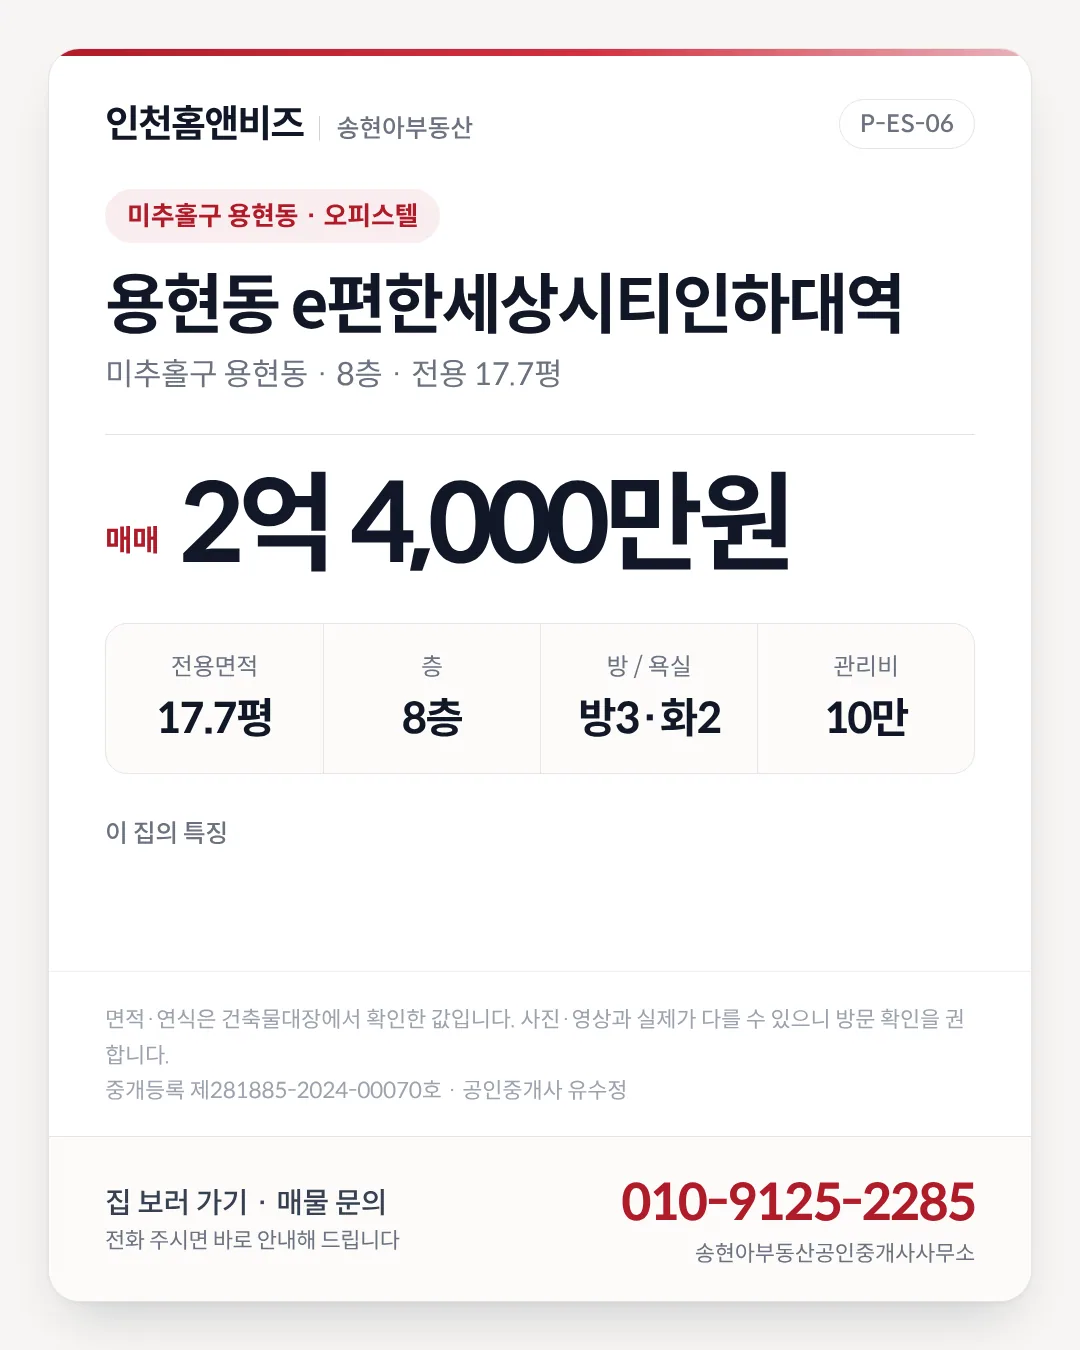 인천홈앤비즈 송현아부동산 P-ES-06
미추홀구 용현동 · 오피스텔
용현동 e편한세상시티인하대역
미추홀구 용현동 · 8층 · 전용 17.7평
매매 2억 4,000만원
전용면적 층 방 / 욕실 관리비
17.7평 8층 방3·화2 10만
이 집의 특징
면적·연식은 건축물대장에서 확인한 값입니다. 사진·영상과 실제가 다를 수 있으니 방문 확인을 권
합니다.
중개등록 제281885-2024-00070호 · 공인중개사 유수정
집 보러 가기 · 매물 문의 010-9125-2285
전화 주시면 바로 안내해 드립니다 송현아부동산공인중개사사무소